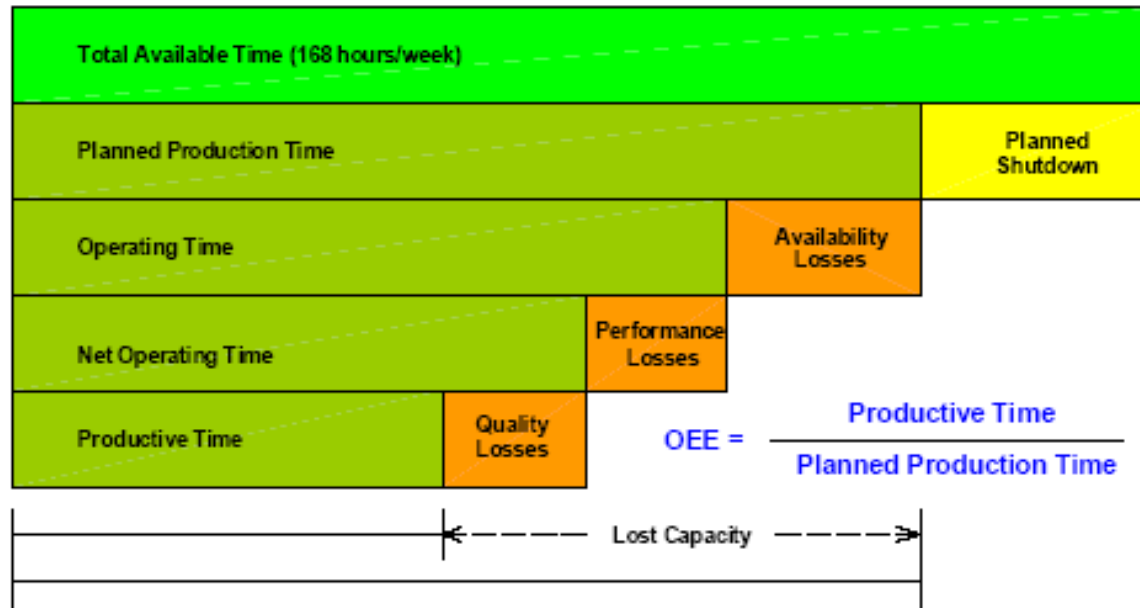 Total Available Time (168 hours/week)
Planned Production Time
Planned
Shutdown
Operating Time
Availability
Losses
Net Operating Time
Performance
Losses
Productive Time
Quality
Losses
OEE =
Productive Time
Planned Production Time
Lost Capacity